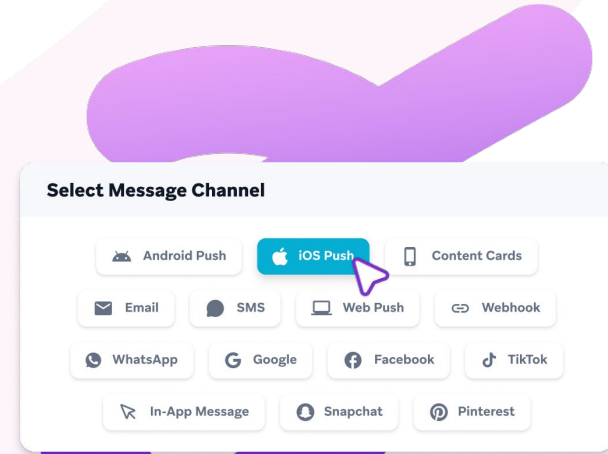 Select Message Channel
Android Push
iOS Push
Content Cards
Email
SMS
Web Push
Webhook
WhatsApp
Google
Facebook
TikTok
In-App Message
Snapchat
Pinterest